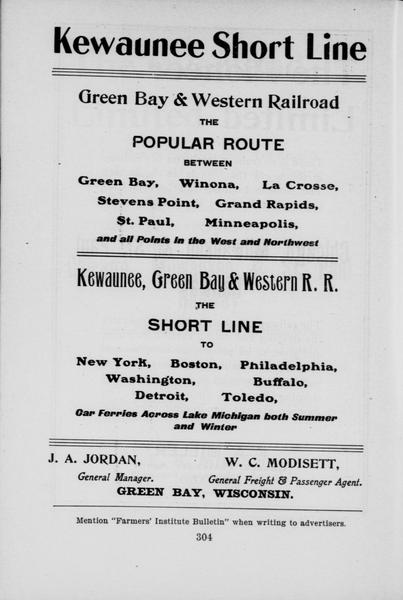 Kewaunee Short Line
Green Bay & Western Railroad
THE
POPULAR ROUTE
BETWEEN
Green Bay, Winona, La Crosse,
Stevens Point, Grand Rapids,
St. Paul, Minneapolis,
and all Points in the West and Northwest
Kewaunee, Green Bay & Western R. R.
THE
SHORT LINE
TO
New York, Boston, Philadelphia,
Washington, Buffalo,
Detroit, Toledo,
Car Ferries Across Lake Michigan both Summer
and Winter
J. A. JORDAN, W. C. MODISETT,
General Manager. General Freight & Passenger Agent.
GREEN BAY, WISCONSIN.
Mention "Farmers' Institute Bulletin" when writing to advertisers.
304